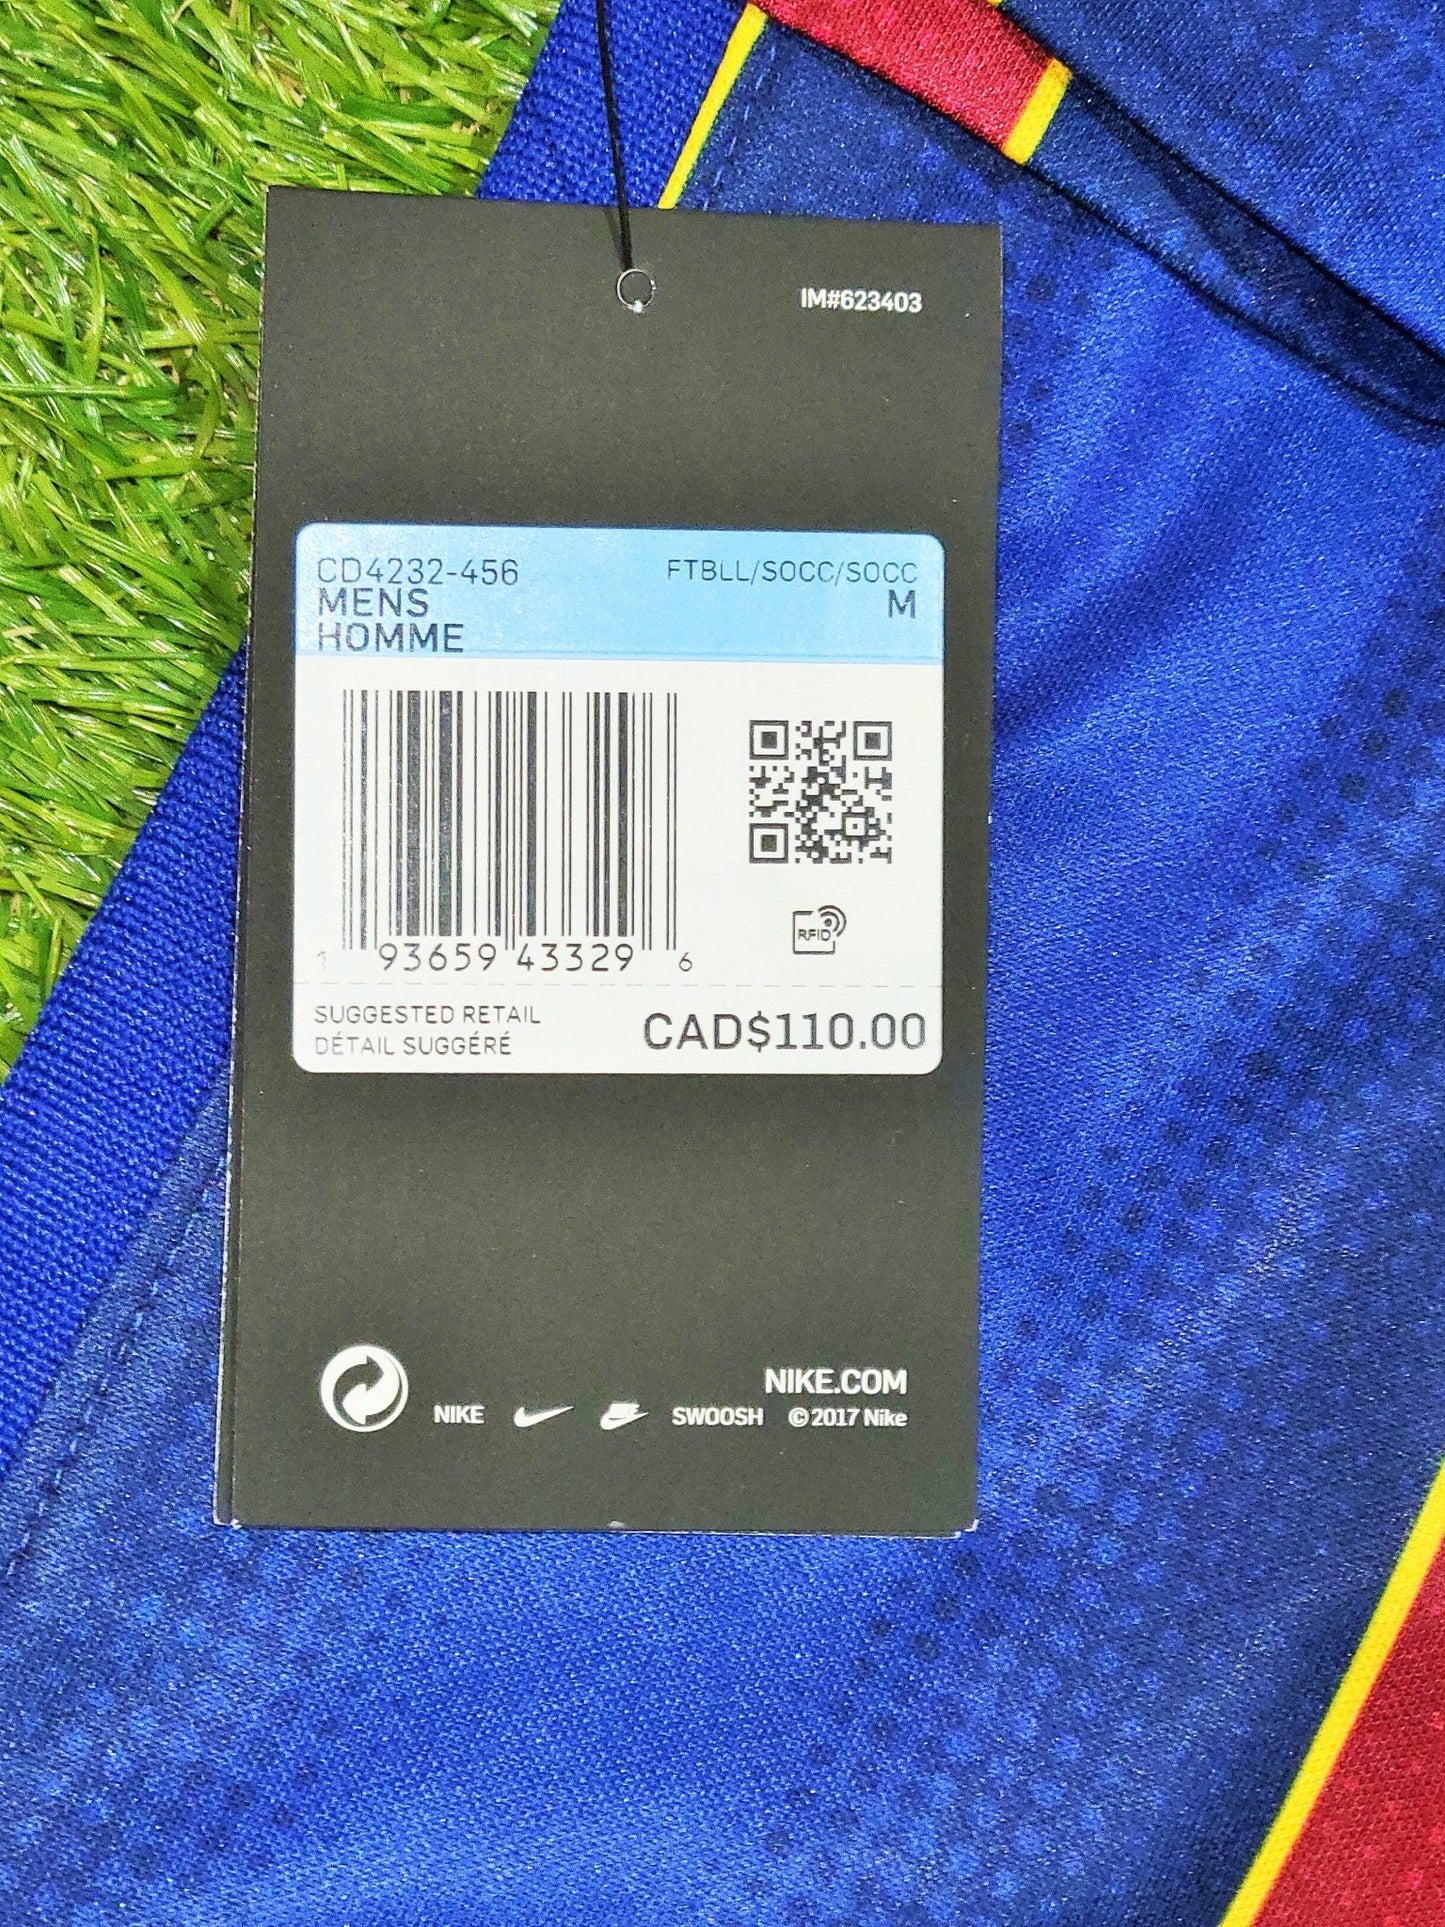 IM#623403
CD4232-456 FTBLL/SOCC/SOCC
MENS M
HOMME
1 93659 43329 6
RFID
SUGGESTED RETAIL CAD$110.00
DÉTAIL SUGGÉRÉ
NIKE.COM
NIKE SWOOSH © 2017 Nike